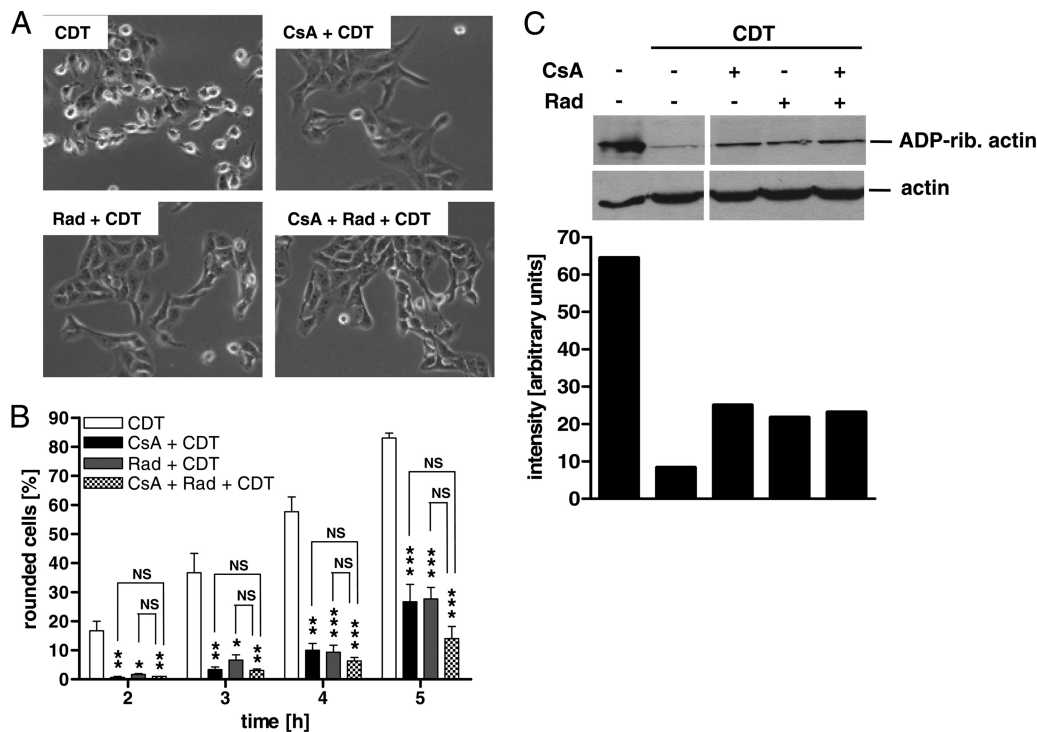 A
CDT
CsA + CDT
Rad + CDT
CsA + Rad + CDT
B
rounded cells [%]
90
80
70
60
50
40
30
20
10
0
CDT
CsA + CDT
Rad + CDT
CsA + Rad + CDT
NS
NS
** * **
NS
NS
** * **
NS
NS
** *** ***
NS
NS
*** *** ***
2 3 4 5
time [h]
C
CDT
CsA - - + - +
Rad - - - + +
ADP-rib. actin
actin
intensity [arbitrary units]
70
60
50
40
30
20
10
0